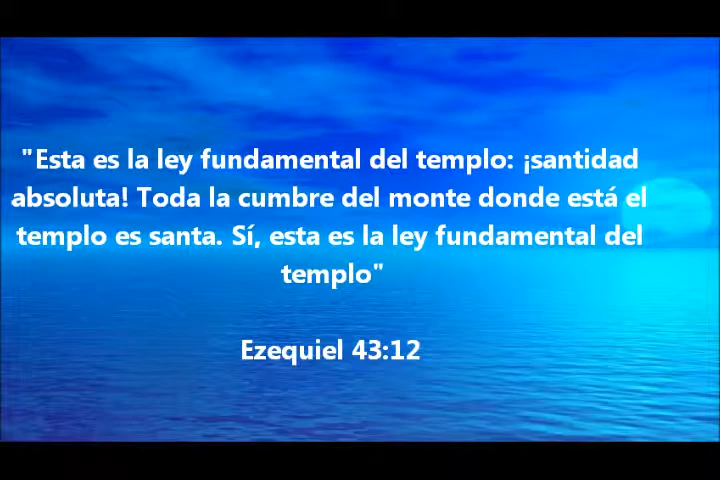 "Esta es la ley fundamental del templo: ¡santidad
absoluta! Toda la cumbre del monte donde está el
templo es santa. Sí, esta es la ley fundamental del
templo"
Ezequiel 43:12